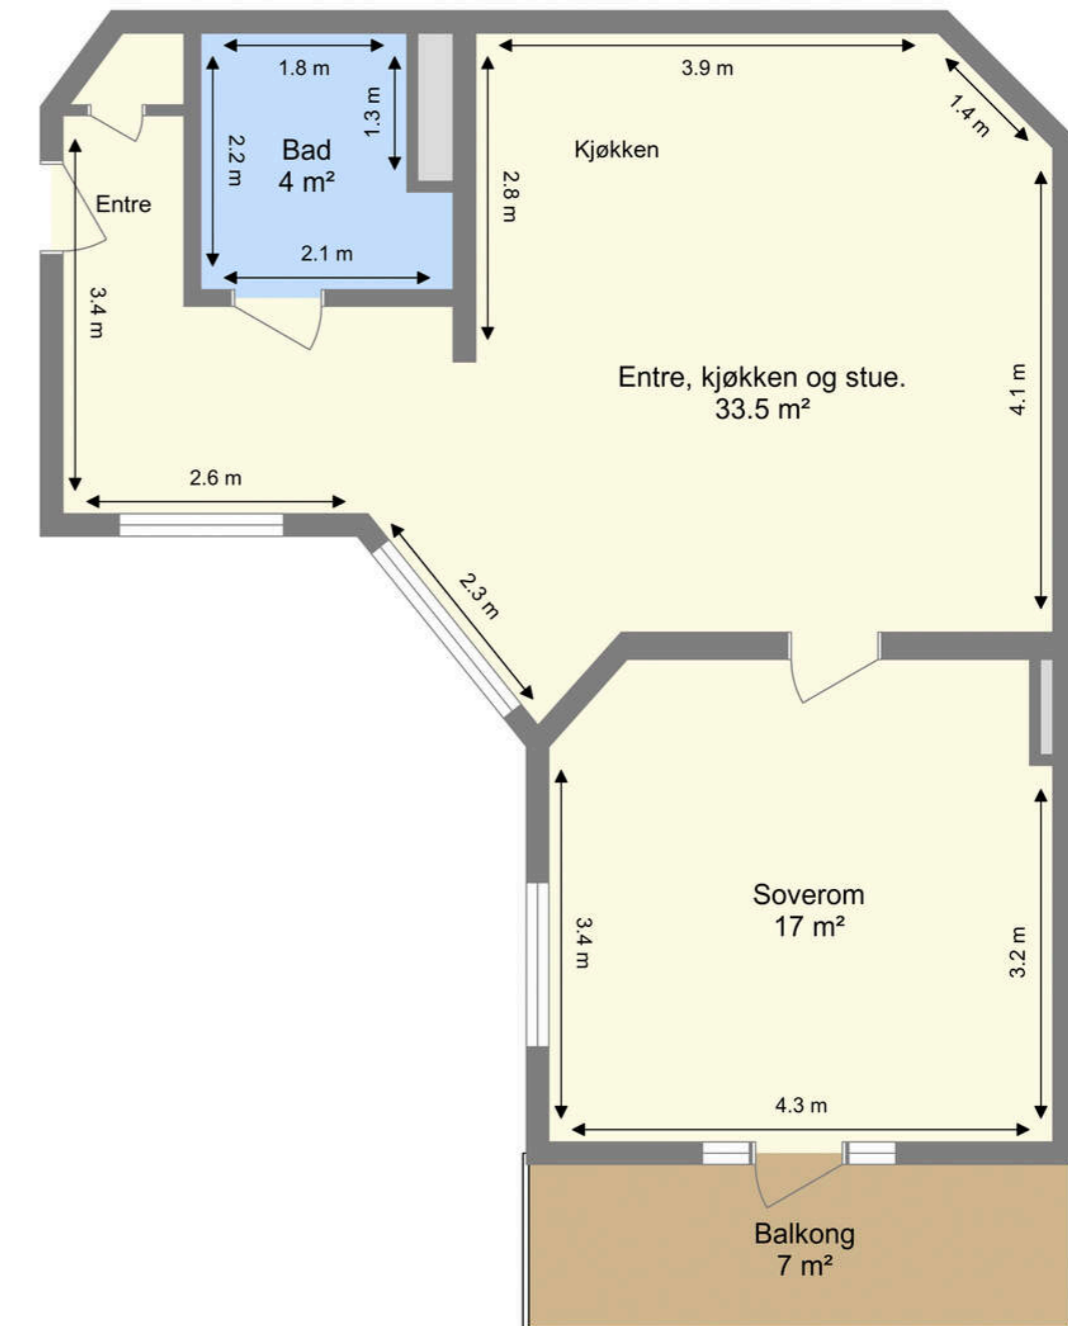 1.8 m
3.9 m
1.4 m
1.3 m
2.2 m
Bad
4 m²
Kjøkken
2.8 m
Entre
2.1 m
3.4 m
Entre, kjøkken og stue.
33.5 m²
4.1 m
2.6 m
2.3 m
Soverom
17 m²
3.4 m
3.2 m
4.3 m
Balkong
7 m²